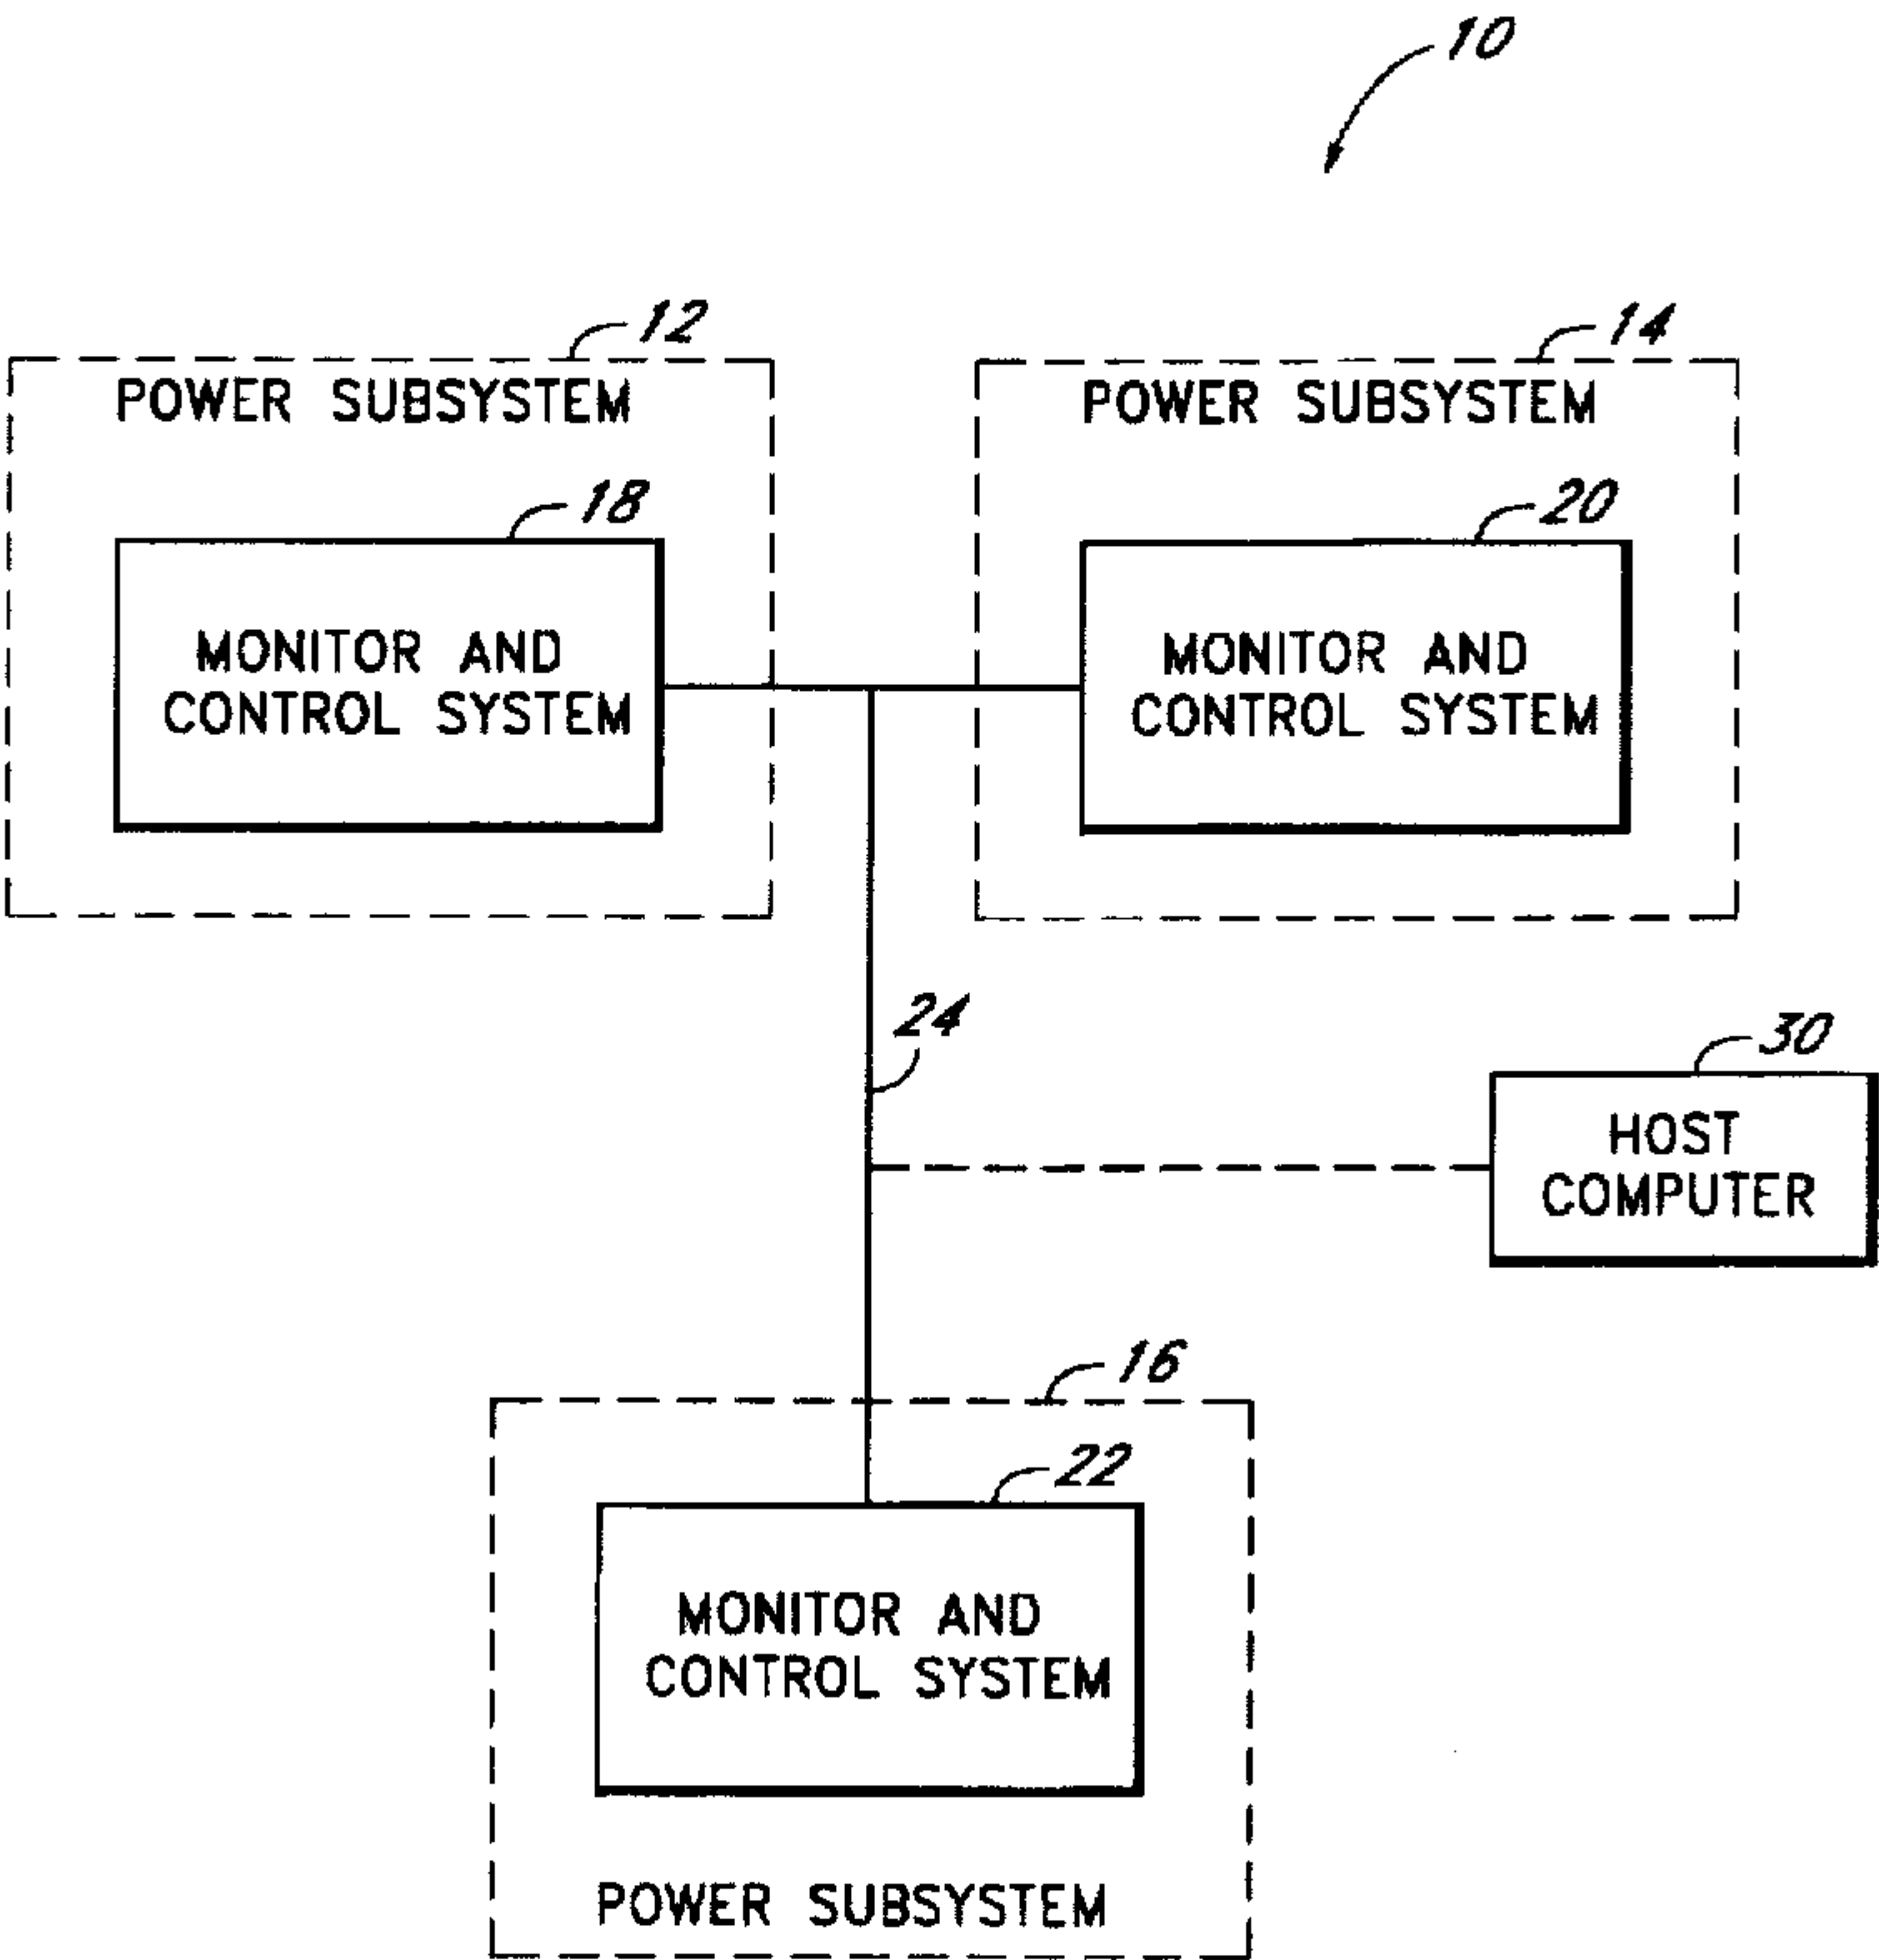 10
12
14
POWER SUBSYSTEM
POWER SUBSYSTEM
18
20
MONITOR AND
CONTROL SYSTEM
MONITOR AND
CONTROL SYSTEM
24
30
HOST
COMPUTER
16
22
MONITOR AND
CONTROL SYSTEM
POWER SUBSYSTEM